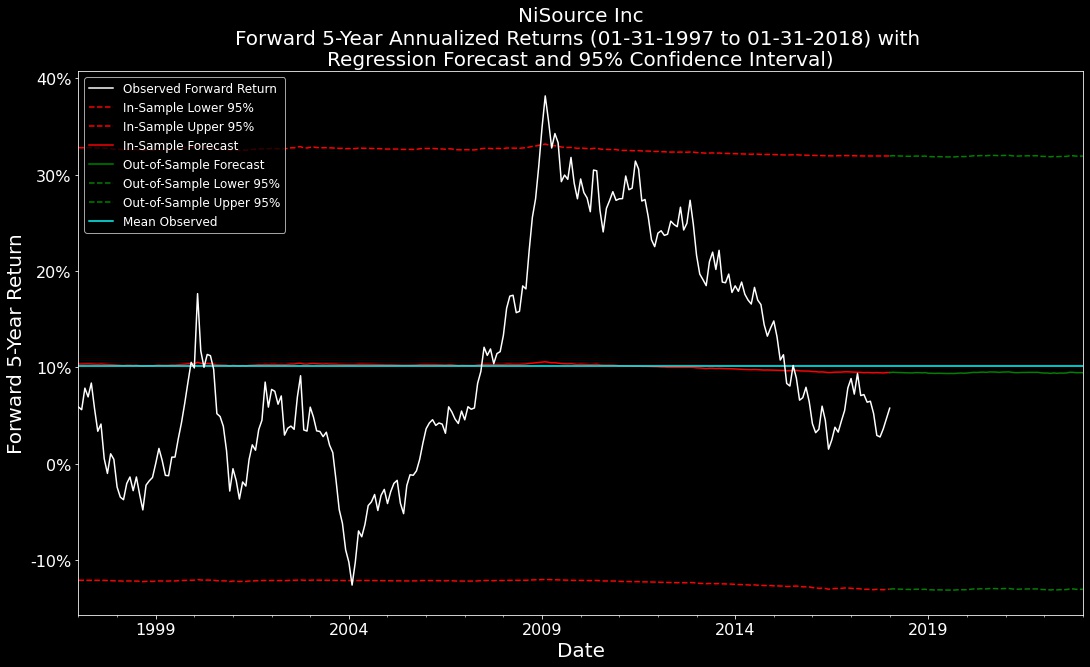 NiSource Inc
Forward 5-Year Annualized Returns (01-31-1997 to 01-31-2018) with
Regression Forecast and 95% Confidence Interval)
Forward 5-Year Return
40%
30%
20%
10%
0%
-10%
Observed Forward Return
In-Sample Lower 95%
In-Sample Upper 95%
In-Sample Forecast
Out-of-Sample Forecast
Out-of-Sample Lower 95%
Out-of-Sample Upper 95%
Mean Observed
1999 2004 2009 2014 2019
Date